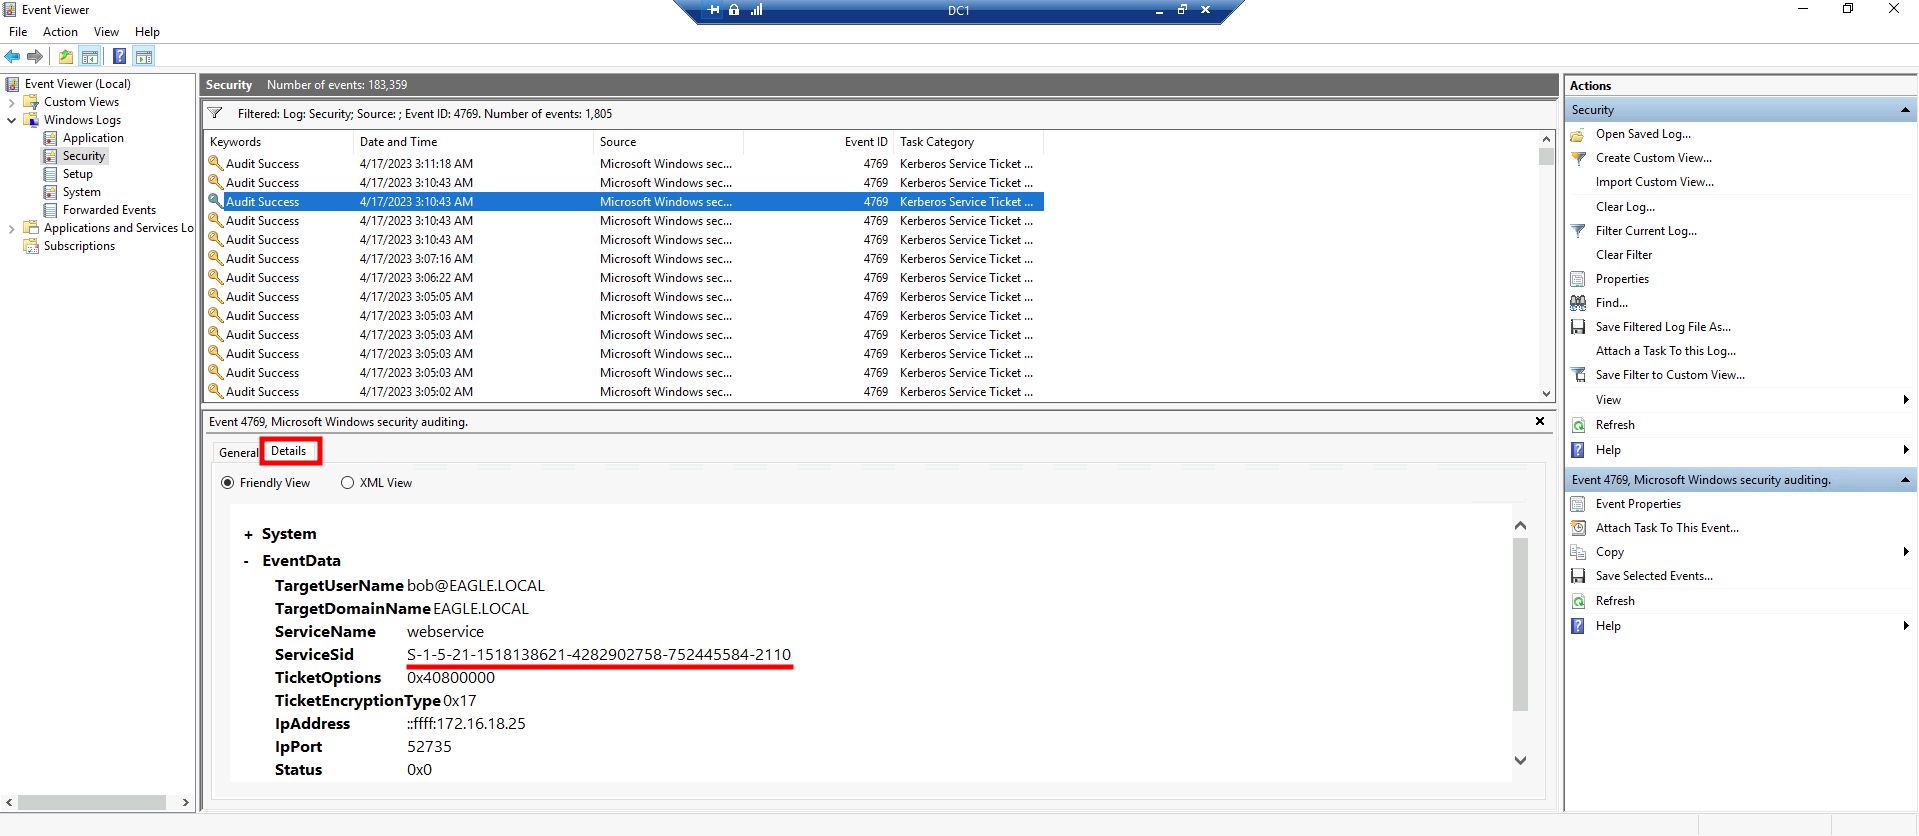 Event Viewer
DC1
File Action View Help
Event Viewer (Local)
Custom Views
Windows Logs
Application
Security
Setup
System
Forwarded Events
Applications and Services Lo
Subscriptions
Security Number of events: 183,359
Filtered: Log: Security; Source: ; Event ID: 4769. Number of events: 1,805
Keywords Date and Time Source Event ID Task Category
Audit Success 4/17/2023 3:11:18 AM Microsoft Windows sec... 4769 Kerberos Service Ticket ...
Audit Success 4/17/2023 3:10:43 AM Microsoft Windows sec... 4769 Kerberos Service Ticket ...
Audit Success 4/17/2023 3:10:43 AM Microsoft Windows sec... 4769 Kerberos Service Ticket ...
Audit Success 4/17/2023 3:10:43 AM Microsoft Windows sec... 4769 Kerberos Service Ticket ...
Audit Success 4/17/2023 3:10:43 AM Microsoft Windows sec... 4769 Kerberos Service Ticket ...
Audit Success 4/17/2023 3:07:16 AM Microsoft Windows sec... 4769 Kerberos Service Ticket ...
Audit Success 4/17/2023 3:06:22 AM Microsoft Windows sec... 4769 Kerberos Service Ticket ...
Audit Success 4/17/2023 3:05:05 AM Microsoft Windows sec... 4769 Kerberos Service Ticket ...
Audit Success 4/17/2023 3:05:03 AM Microsoft Windows sec... 4769 Kerberos Service Ticket ...
Audit Success 4/17/2023 3:05:03 AM Microsoft Windows sec... 4769 Kerberos Service Ticket ...
Audit Success 4/17/2023 3:05:03 AM Microsoft Windows sec... 4769 Kerberos Service Ticket ...
Audit Success 4/17/2023 3:05:03 AM Microsoft Windows sec... 4769 Kerberos Service Ticket ...
Audit Success 4/17/2023 3:05:02 AM Microsoft Windows sec... 4769 Kerberos Service Ticket ...
Event 4769, Microsoft Windows security auditing.
General Details
Friendly View XML View
+ System
- EventData
TargetUserName bob@EAGLE.LOCAL
TargetDomainName EAGLE.LOCAL
ServiceName webservice
ServiceSid S-1-5-21-1518138621-4282902758-752445584-2110
TicketOptions 0x40800000
TicketEncryptionType 0x17
IpAddress ::ffff:172.16.18.25
IpPort 52735
Status 0x0
Actions
Security
Open Saved Log...
Create Custom View...
Import Custom View...
Clear Log...
Filter Current Log...
Clear Filter
Properties
Find...
Save Filtered Log File As...
Attach a Task To this Log...
Save Filter to Custom View...
View
Refresh
Help
Event 4769, Microsoft Windows security auditing.
Event Properties
Attach Task To This Event...
Copy
Save Selected Events...
Refresh
Help